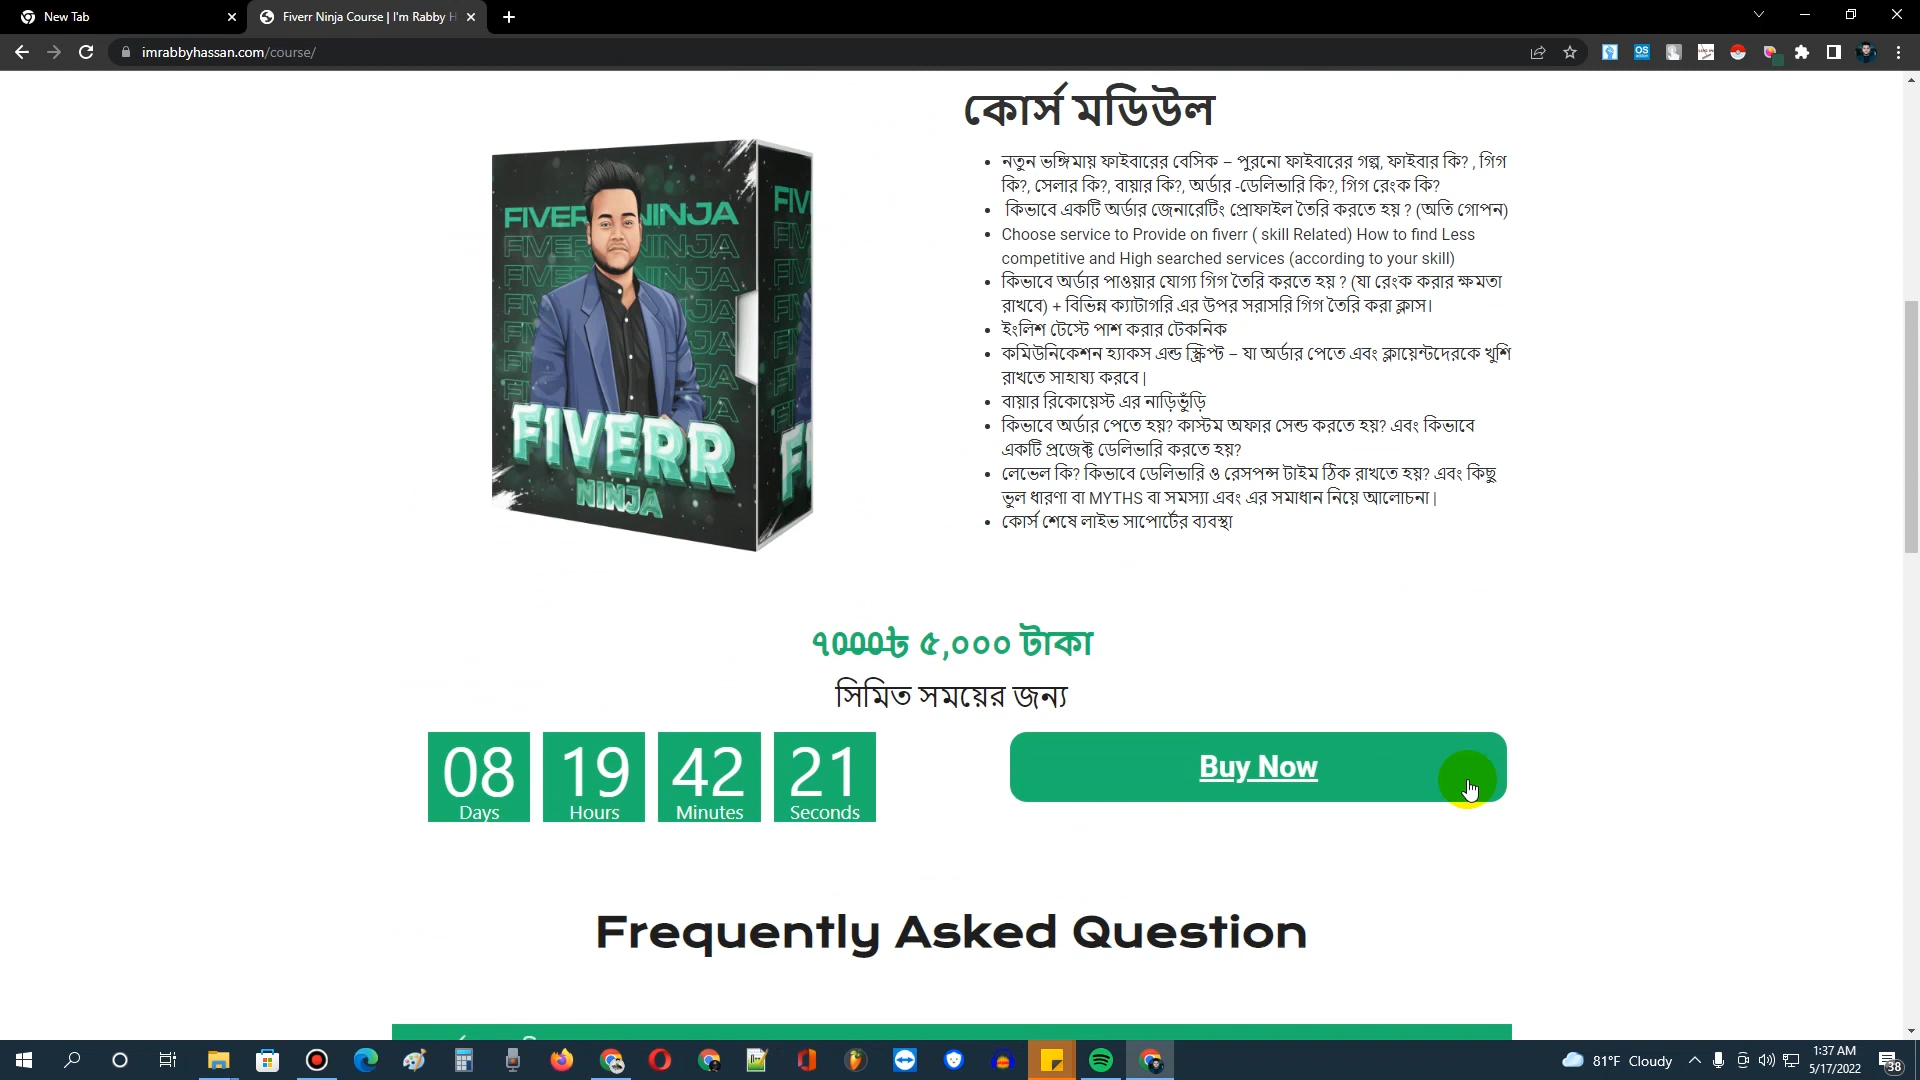 New Tab
Fiverr Ninja Course | I'm Rabby H
imrabbyhassan.com/course/
FIVERR NINJA
FIVERR
NINJA
কোর্স মডিউল
• নতুন ভঙ্গিমায় ফাইবারের বেসিক – পুরনো ফাইবারের গল্প, ফাইবার কি? , গিগ
কি?, সেলার কি?, বায়ার কি?, অর্ডার -ডেলিভারি কি?, গিগ রেংক কি?
• কিভাবে একটি অর্ডার জেনারেটিং প্রোফাইল তৈরি করতে হয় ? (অতি গোপন)
• Choose service to Provide on fiverr ( skill Related) How to find Less
competitive and High searched services (according to your skill)
• কিভাবে অর্ডার পাওয়ার যোগ্য গিগ তৈরি করতে হয় ? (যা রেংক করার ক্ষমতা
রাখবে) + বিভিন্ন ক্যাটাগরি এর উপর সরাসরি গিগ তৈরি করা ক্লাস।
• ইংলিশ টেস্টে পাশ করার টেকনিক
• কমিউনিকেশন হ্যাকস এন্ড স্ক্রিপ্ট – যা অর্ডার পেতে এবং ক্লায়েন্টদেরকে খুশি
রাখতে সাহায্য করবে|
• বায়ার রিকোয়েস্ট এর নাড়িভুঁড়ি
• কিভাবে অর্ডার পেতে হয়? কাস্টম অফার সেন্ড করতে হয়? এবং কিভাবে
একটি প্রজেক্ট ডেলিভারি করতে হয়?
• লেভেল কি? কিভাবে ডেলিভারি ও রেসপন্স টাইম ঠিক রাখতে হয়? এবং কিছু
ভুল ধারণা বা MYTHS বা সমস্যা এবং এর সমাধান নিয়ে আলোচনা|
• কোর্স শেষে লাইভ সাপোর্টের ব্যবস্থা
৭000৳ ৫,০০০ টাকা
সিমিত সময়ের জন্য
08 19 42 21
Days Hours Minutes Seconds
Buy Now
Frequently Asked Question
81°F Cloudy
1:37 AM
5/17/2022
38